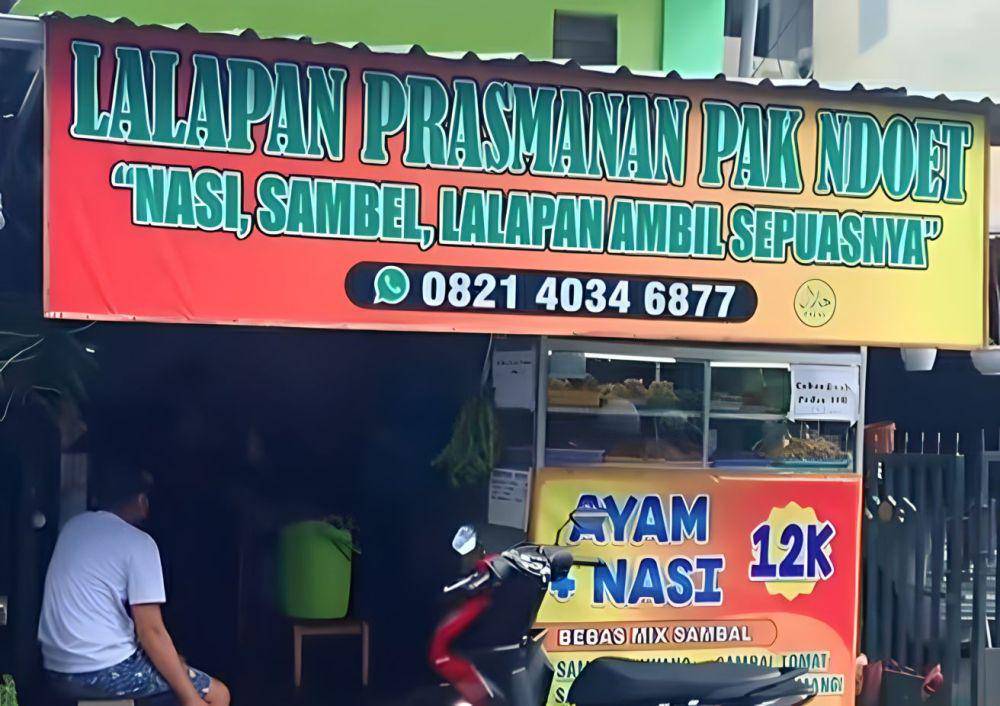 LALAPAN PRASMANAN PAK NDOET
"NASI, SAMBEL, LALAPAN AMBIL SEPUASNYA"
0821 4034 6877
AYAM
+ NASI
12K
BEBAS MIX SAMBAL
SAMBAL TOMAT